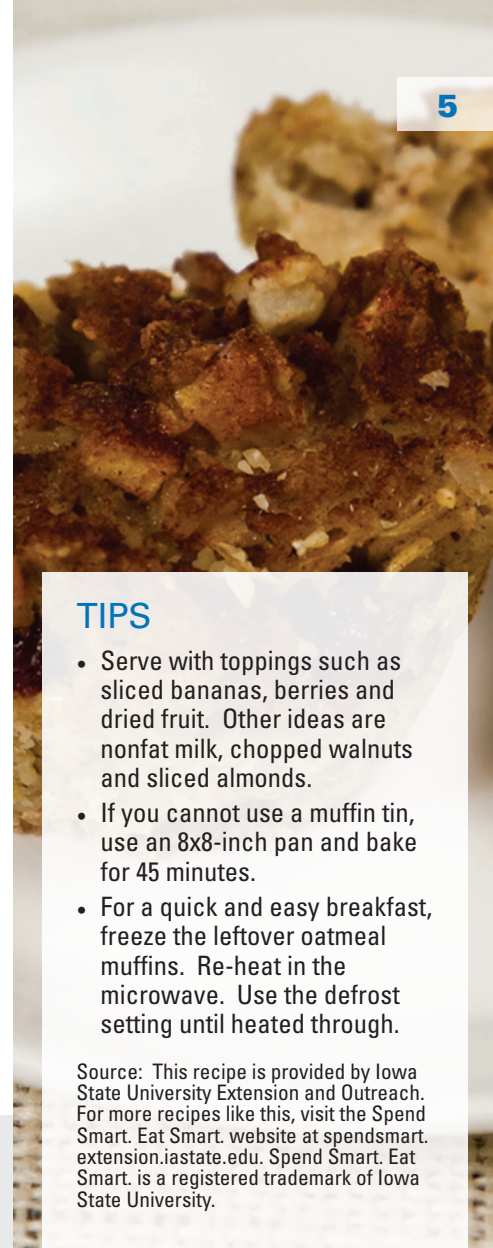 5
TIPS
• Serve with toppings such as
sliced bananas, berries and
dried fruit.  Other ideas are
nonfat milk, chopped walnuts
and sliced almonds.
• If you cannot use a muffin tin,
use an 8x8-inch pan and bake
for 45 minutes.
• For a quick and easy breakfast,
freeze the leftover oatmeal
muffins.  Re-heat in the
microwave.  Use the defrost
setting until heated through.
Source:  This recipe is provided by Iowa
State University Extension and Outreach.
For more recipes like this, visit the Spend
Smart. Eat Smart. website at spendsmart.
extension.iastate.edu. Spend Smart. Eat
Smart. is a registered trademark of Iowa
State University.